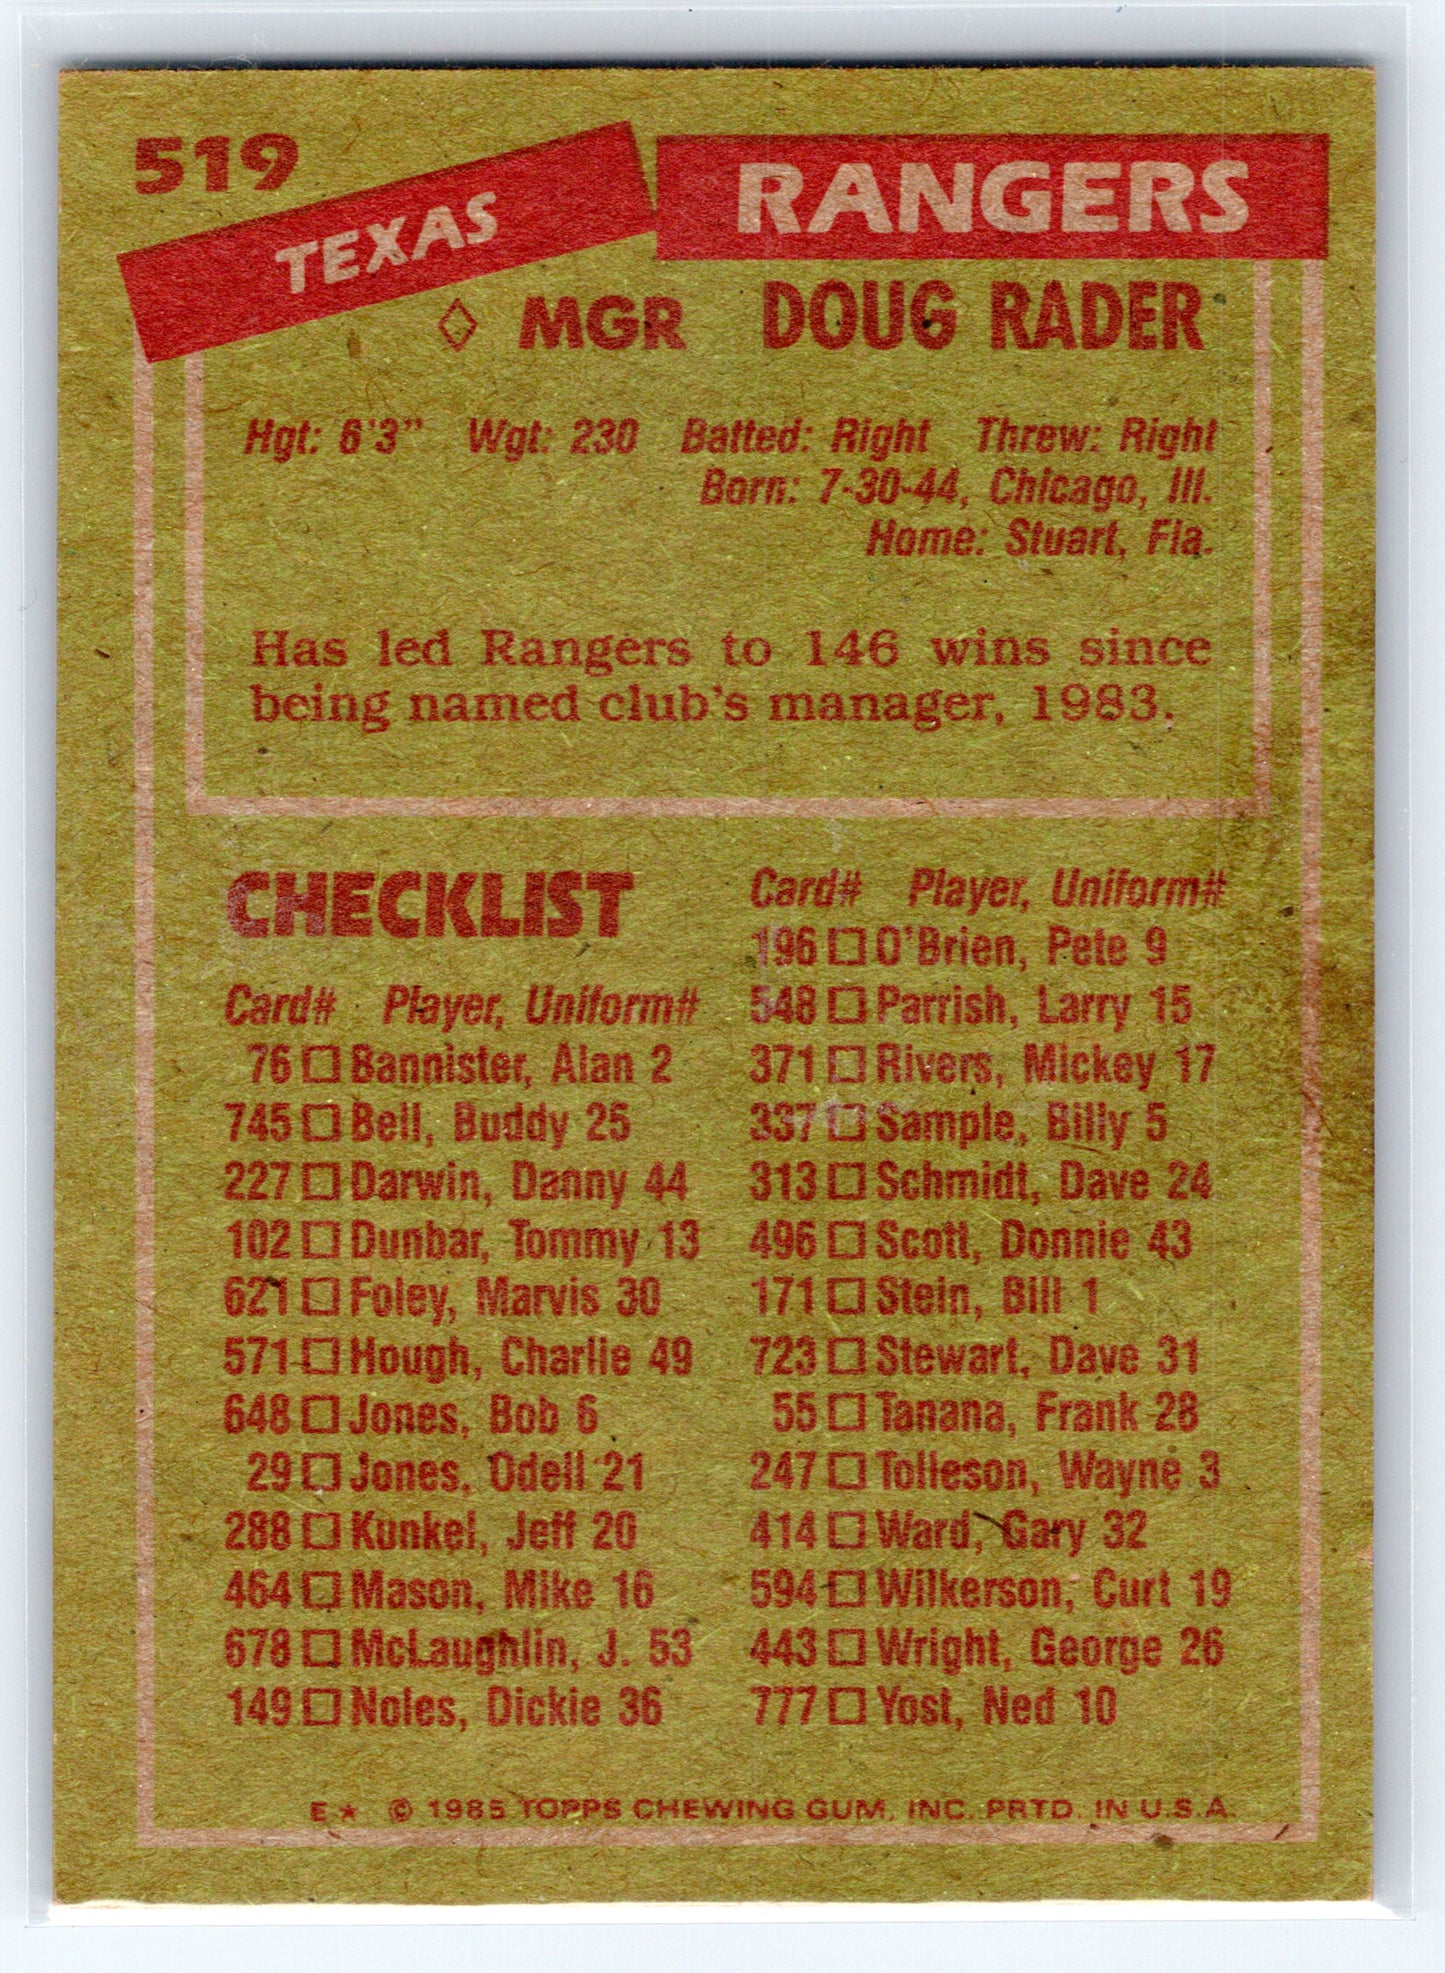 519
TEXAS RANGERS
MGR DOUG RADER
Hgt: 6'3" Wgt: 230 Batted: Right Threw: Right
Born: 7-30-44, Chicago, Ill.
Home: Stuart, Fla.
Has led Rangers to 146 wins since
being named club's manager, 1983.
CHECKLIST
Card# Player, Uniform#
76 □ Bannister, Alan 2
745 □ Bell, Buddy 25
227 □ Darwin, Danny 44
102 □ Dunbar, Tommy 13
621 □ Foley, Marvis 30
571 □ Hough, Charlie 49
648 □ Jones, Bob 6
29 □ Jones, Odell 21
288 □ Kunkel, Jeff 20
464 □ Mason, Mike 16
678 □ McLaughlin, J. 53
149 □ Noles, Dickie 36
Card# Player, Uniform#
196 □ O'Brien, Pete 9
548 □ Parrish, Larry 15
371 □ Rivers, Mickey 17
337 □ Sample, Billy 5
313 □ Schmidt, Dave 24
496 □ Scott, Donnie 43
171 □ Stein, Bill 1
723 □ Stewart, Dave 31
55 □ Tanana, Frank 28
247 □ Tolleson, Wayne 3
414 □ Ward, Gary 32
594 □ Wilkerson, Curt 19
443 □ Wright, George 26
777 □ Yost, Ned 10
E★ © 1985 TOPPS CHEWING GUM, INC. PRTD. IN U.S.A.